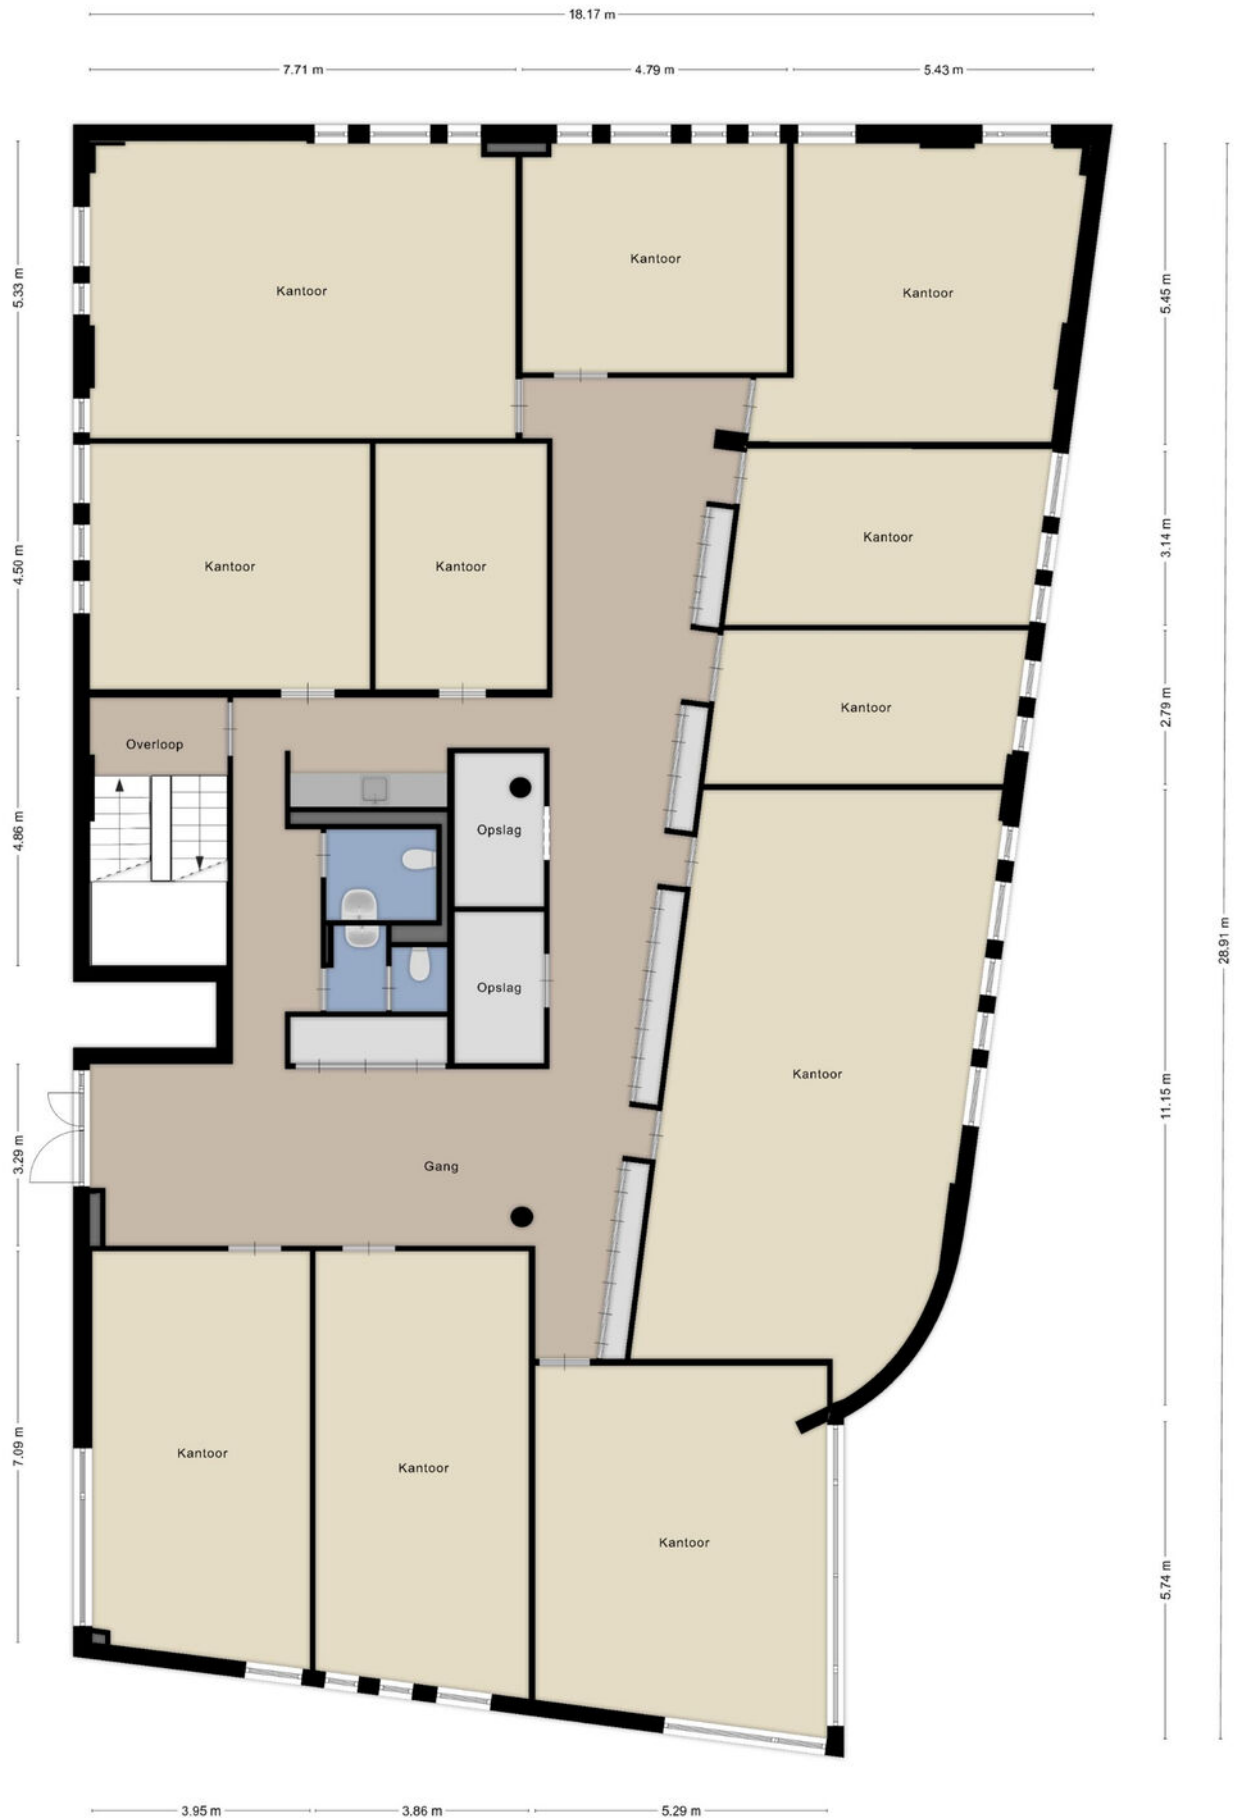 18.17 m
7.71 m
4.79 m
5.43 m
Kantoor
Kantoor
Kantoor
5.33 m
5.45 m
Kantoor
Kantoor
Kantoor
4.50 m
3.14 m
Kantoor
2.79 m
Overloop
Opslag
4.86 m
28.91 m
Opslag
Kantoor
11.15 m
3.29 m
Gang
Kantoor
Kantoor
Kantoor
7.09 m
5.74 m
3.95 m
3.86 m
5.29 m